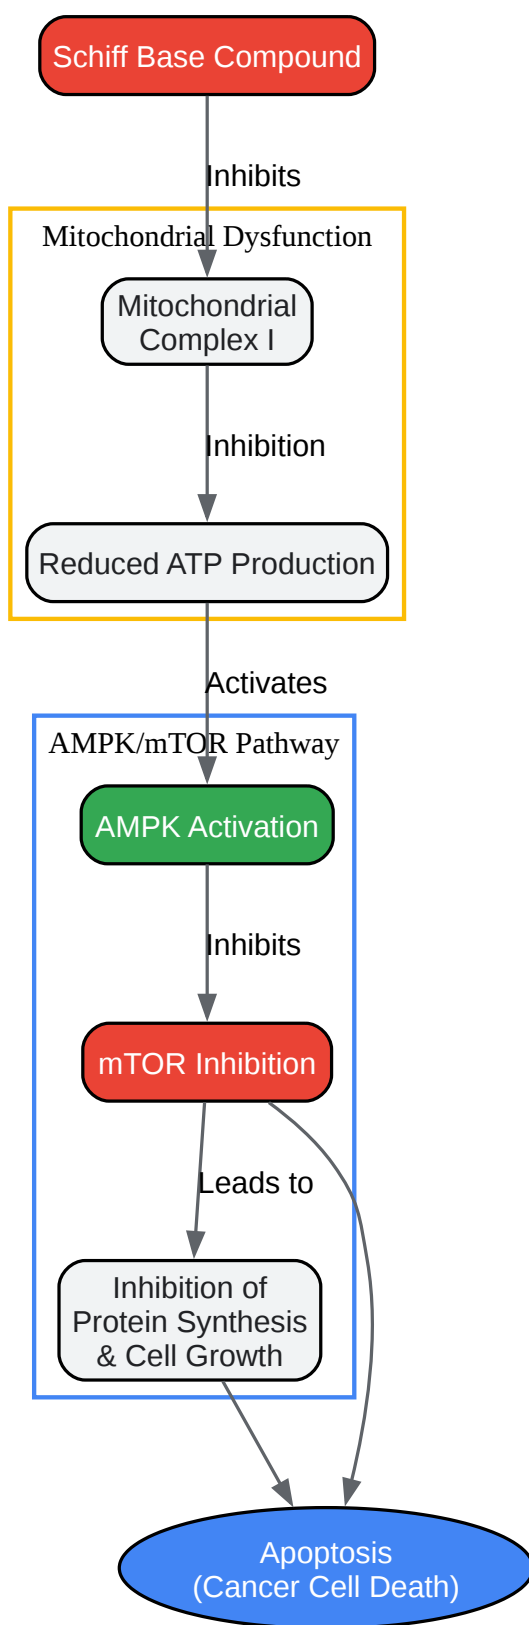 Schiff Base Compound
Inhibits
Mitochondrial Dysfunction
Mitochondrial
Complex I
Inhibition
Reduced ATP Production
Activates
AMPK/mTOR Pathway
AMPK Activation
Inhibits
mTOR Inhibition
Leads to
Inhibition of
Protein Synthesis
& Cell Growth
Apoptosis
(Cancer Cell Death)